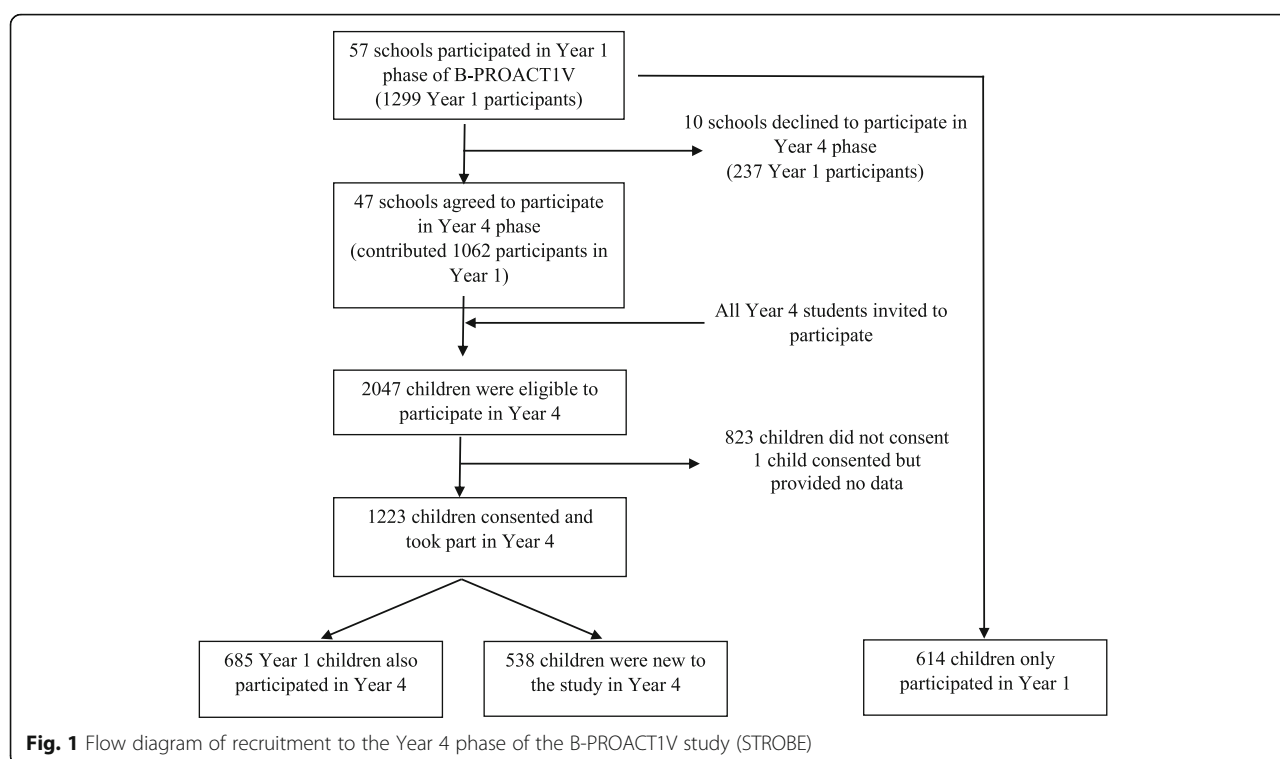 57 schools participated in Year 1
phase of B-PROACT1V
(1299 Year 1 participants)
10 schools declined to participate in
Year 4 phase
(237 Year 1 participants)
47 schools agreed to participate
in Year 4 phase
(contributed 1062 participants in
Year 1)
All Year 4 students invited to
participate
2047 children were eligible to
participate in Year 4
823 children did not consent
1 child consented but
provided no data
1223 children consented and
took part in Year 4
685 Year 1 children also
participated in Year 4
538 children were new to
the study in Year 4
614 children only
participated in Year 1
Fig. 1 Flow diagram of recruitment to the Year 4 phase of the B-PROACT1V study (STROBE)